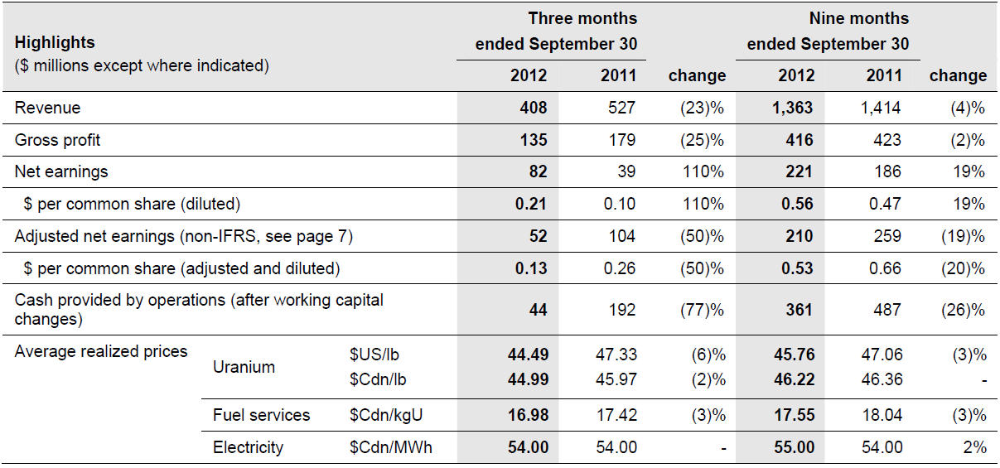 Three months Nine months
Highlights ended September 30 ended September 30
($ millions except where indicated)
2012 2011 change 2012 2011 change
Revenue 408 527 (23)% 1,363 1,414 (4)%
Gross profit 135 179 (25)% 416 423 (2)%
Net earnings 82 39 110% 221 186 19%
$ per common share (diluted) 0.21 0.10 110% 0.56 0.47 19%
Adjusted net earnings (non-IFRS, see page 7) 52 104 (50)% 210 259 (19)%
$ per common share (adjusted and diluted) 0.13 0.26 (50)% 0.53 0.66 (20)%
Cash provided by operations (after working capital
changes) 44 192 (77)% 361 487 (26)%
Average realized prices Uranium $US/lb 44.49 47.33 (6)% 45.76 47.06 (3)%
$Cdn/lb 44.99 45.97 (2)% 46.22 46.36 -
Fuel services $Cdn/kgU 16.98 17.42 (3)% 17.55 18.04 (3)%
Electricity $Cdn/MWh 54.00 54.00 - 55.00 54.00 2%